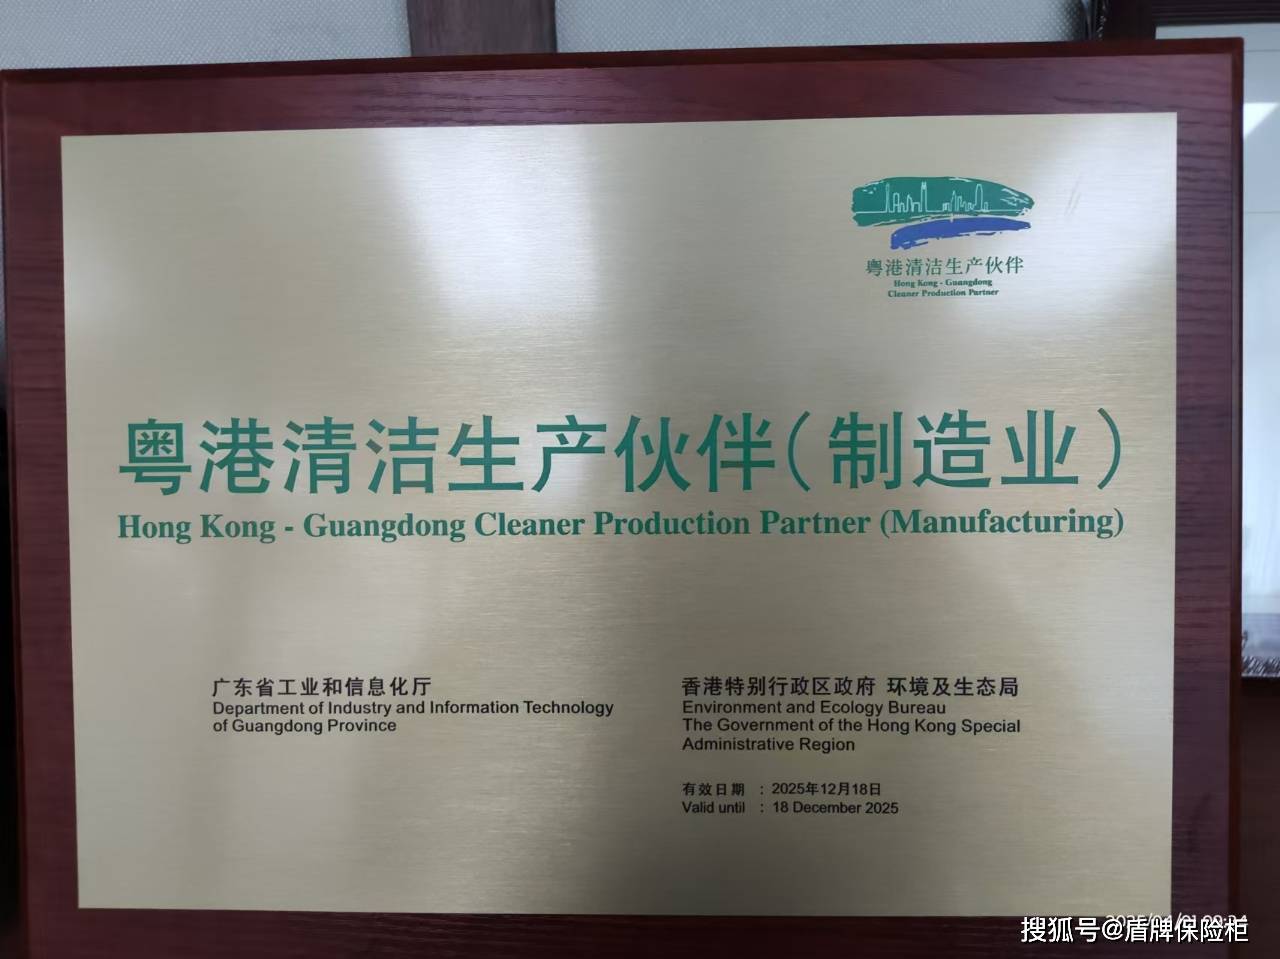 粤港清洁生产伙伴
Hong Kong - Guangdong
Cleaner Production Partner
粤港清洁生产伙伴（制造业）
Hong Kong - Guangdong Cleaner Production Partner (Manufacturing)
广东省工业和信息化厅
Department of Industry and Information Technology
of Guangdong Province
香港特别行政区政府 环境及生态局
Environment and Ecology Bureau
The Government of the Hong Kong Special
Administrative Region
有效日期 : 2025年12月18日
Valid until : 18 December 2025
搜狐号@盾牌保险柜